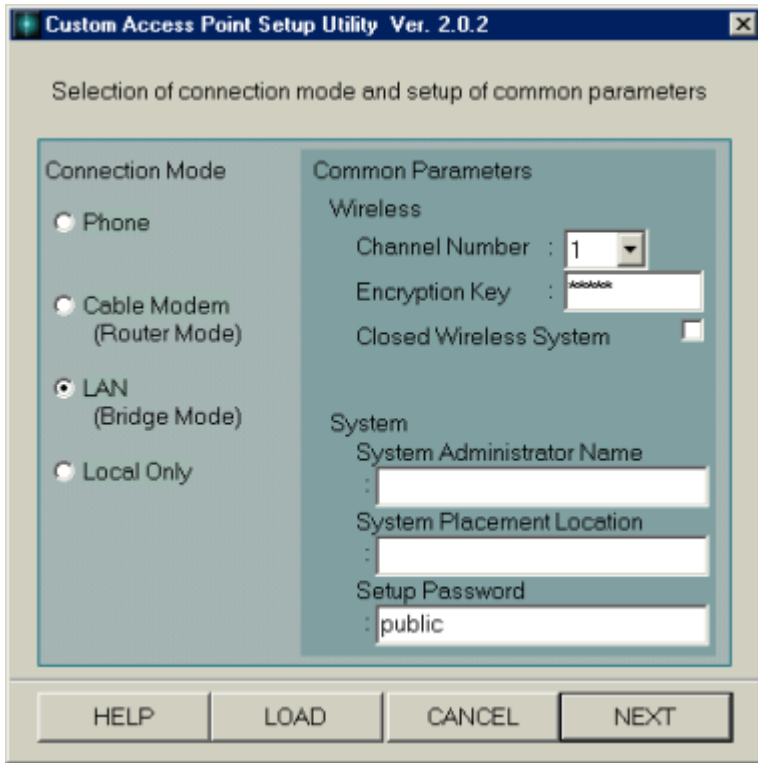 Custom Access Point Setup Utility Ver. 2.0.2
Selection of connection mode and setup of common parameters
Connection Mode
Phone
Cable Modem
(Router Mode)
LAN
(Bridge Mode)
Local Only
Common Parameters
Wireless
Channel Number : 1
Encryption Key : *****
Closed Wireless System
System
System Administrator Name
:
System Placement Location
:
Setup Password
: public
HELP LOAD CANCEL NEXT